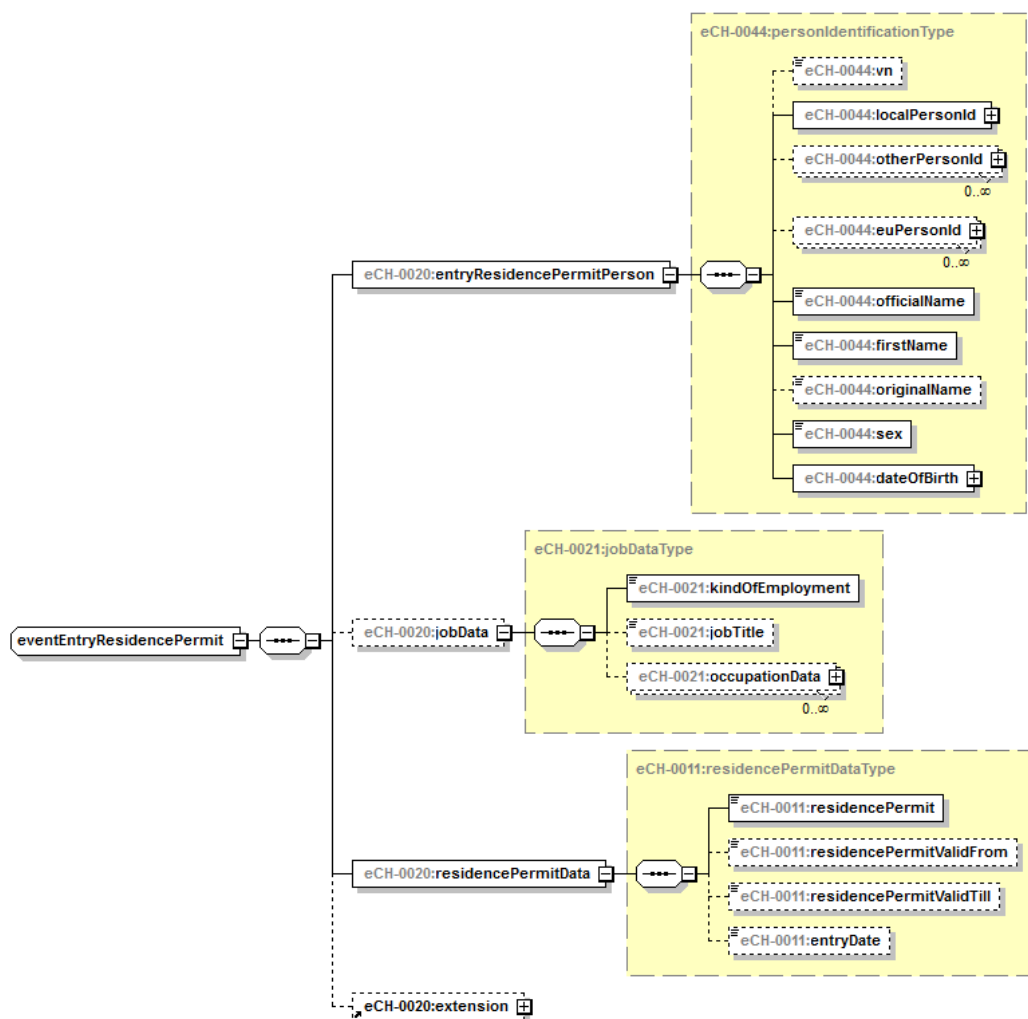 eCH-0044:personIdentificationType
eCH-0044:vn
eCH-0044:localPersonId
eCH-0044:otherPersonId
0..∞
eCH-0044:euPersonId
0..∞
eCH-0020:entryResidencePermitPerson
eCH-0044:officialName
eCH-0044:firstName
eCH-0044:originalName
eCH-0044:sex
eCH-0044:dateOfBirth
eCH-0021:jobDataType
eCH-0021:kindOfEmployment
eventEntryResidencePermit
eCH-0020:jobData
eCH-0021:jobTitle
eCH-0021:occupationData
0..∞
eCH-0011:residencePermitDataType
eCH-0011:residencePermit
eCH-0011:residencePermitValidFrom
eCH-0020:residencePermitData
eCH-0011:residencePermitValidTill
eCH-0011:entryDate
eCH-0020:extension